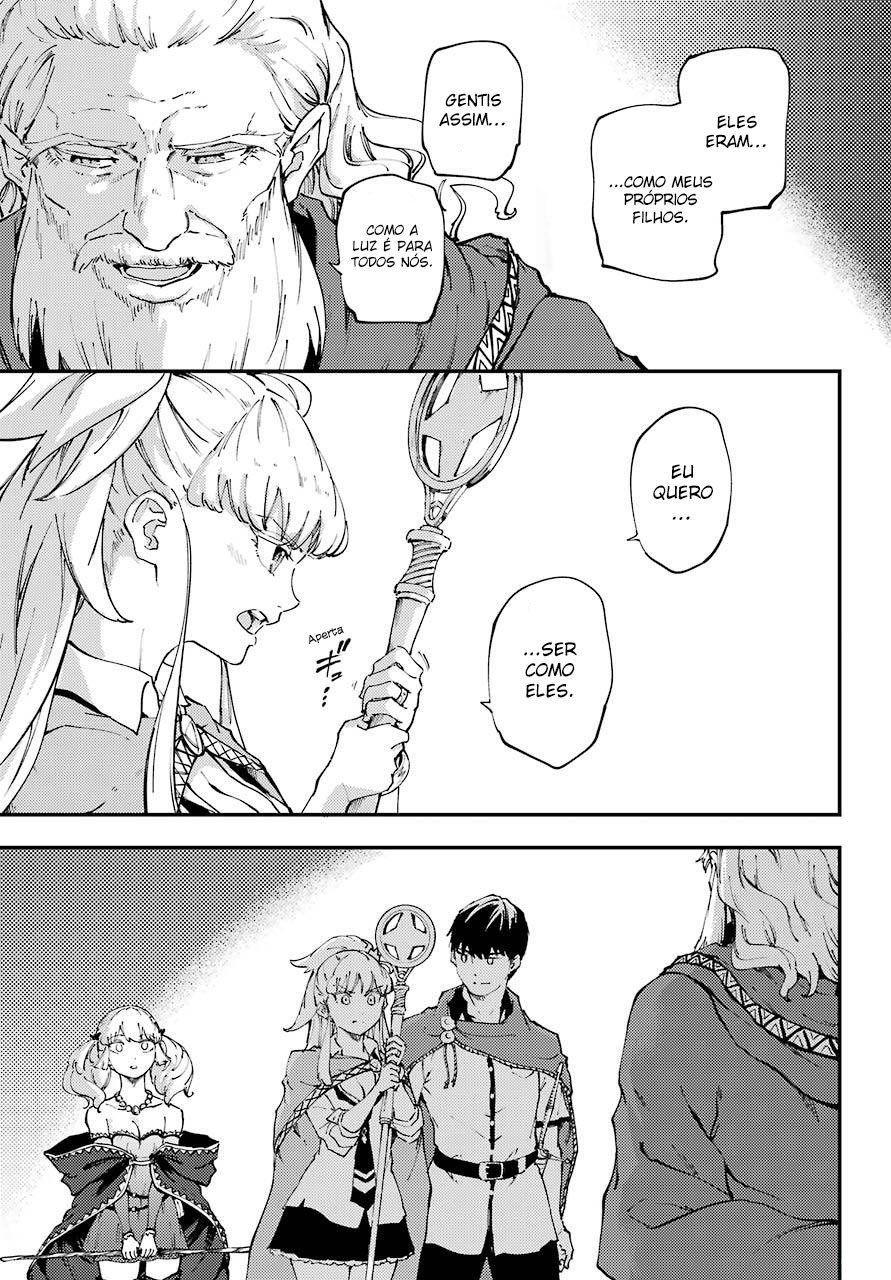 ELES
ERAM...
...COMO MEUS
PRÓPRIOS
FILHOS.
GENTIS
ASSIM...
COMO A
LUZ É PARA
TODOS NÓS.
EU
QUERO
...
...SER
COMO
ELES.
Aperta
ギュ